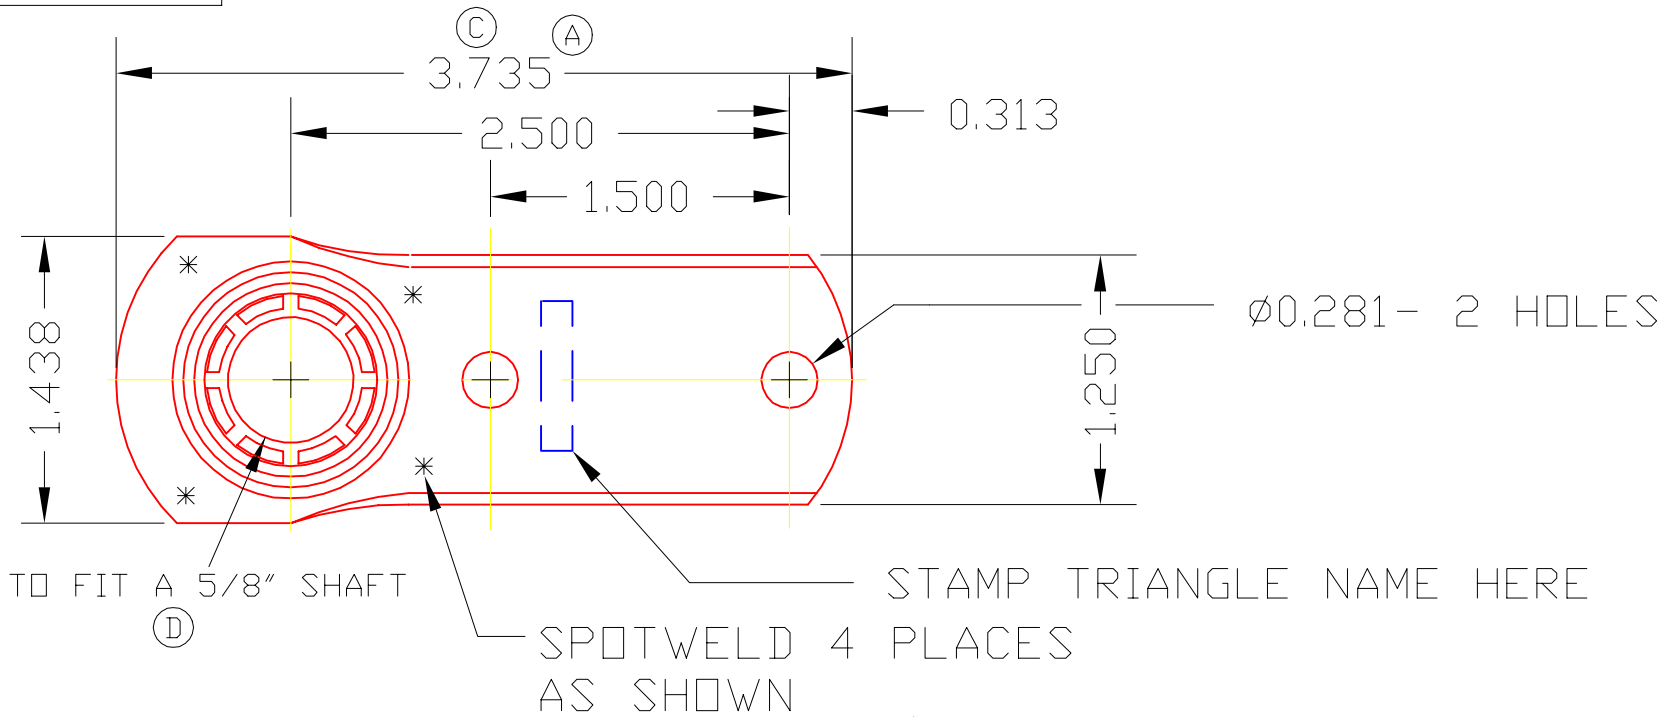 C A
3.735
0.313
2.500
1.500
1.438
1.250
Ø0.281- 2 HOLES
TO FIT A 5/8" SHAFT
D
STAMP TRIANGLE NAME HERE
SPOTWELD 4 PLACES
AS SHOWN